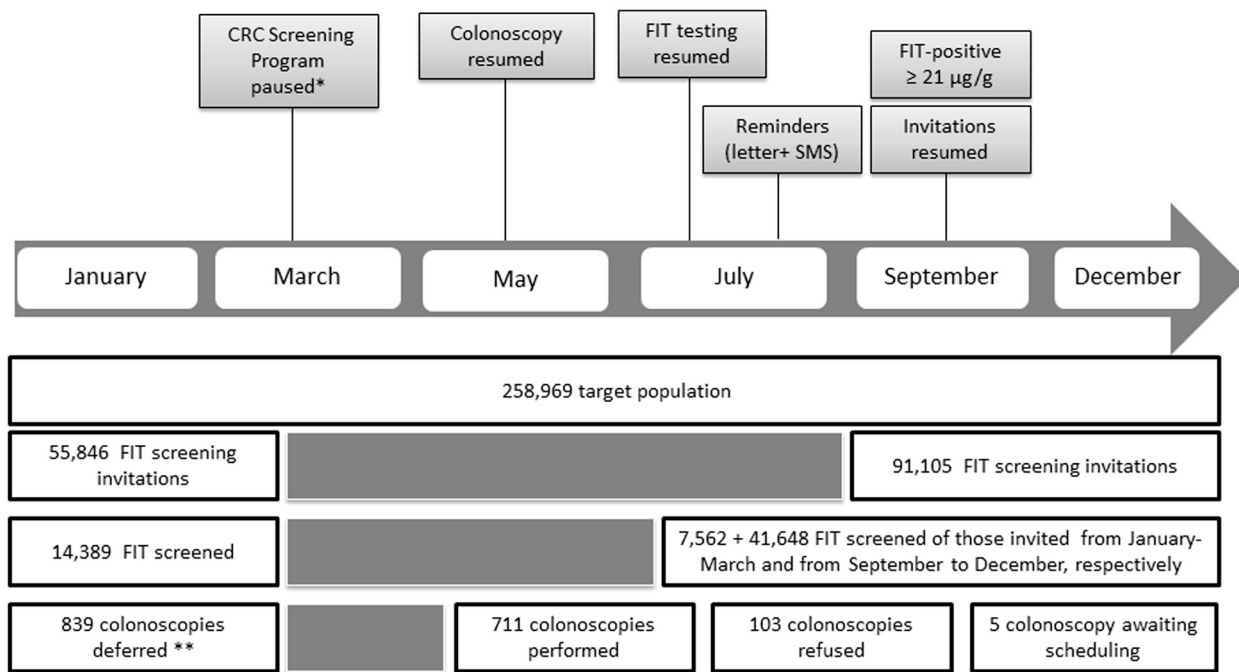 CRC Screening
Program
paused*
Colonoscopy
resumed
FIT testing
resumed
FIT-positive
≥ 21 µg/g
Reminders
(letter+ SMS)
Invitations
resumed
January
March
May
July
September
December
258,969 target population
55,846 FIT screening
invitations
91,105 FIT screening invitations
14,389 FIT screened
7,562 + 41,648 FIT screened of those invited from January-
March and from September to December, respectively
839 colonoscopies
deferred **
711 colonoscopies
performed
103 colonoscopies
refused
5 colonoscopy awaiting
scheduling